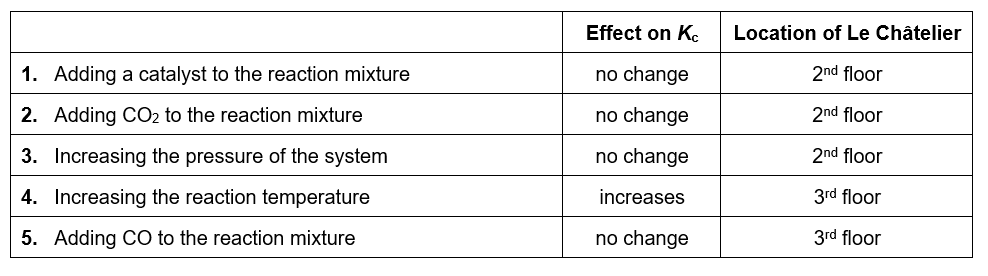 Effect on Kc Location of Le Châtelier
1. Adding a catalyst to the reaction mixture no change 2nd floor
2. Adding CO2 to the reaction mixture no change 2nd floor
3. Increasing the pressure of the system no change 2nd floor
4. Increasing the reaction temperature increases 3rd floor
5. Adding CO to the reaction mixture no change 3rd floor